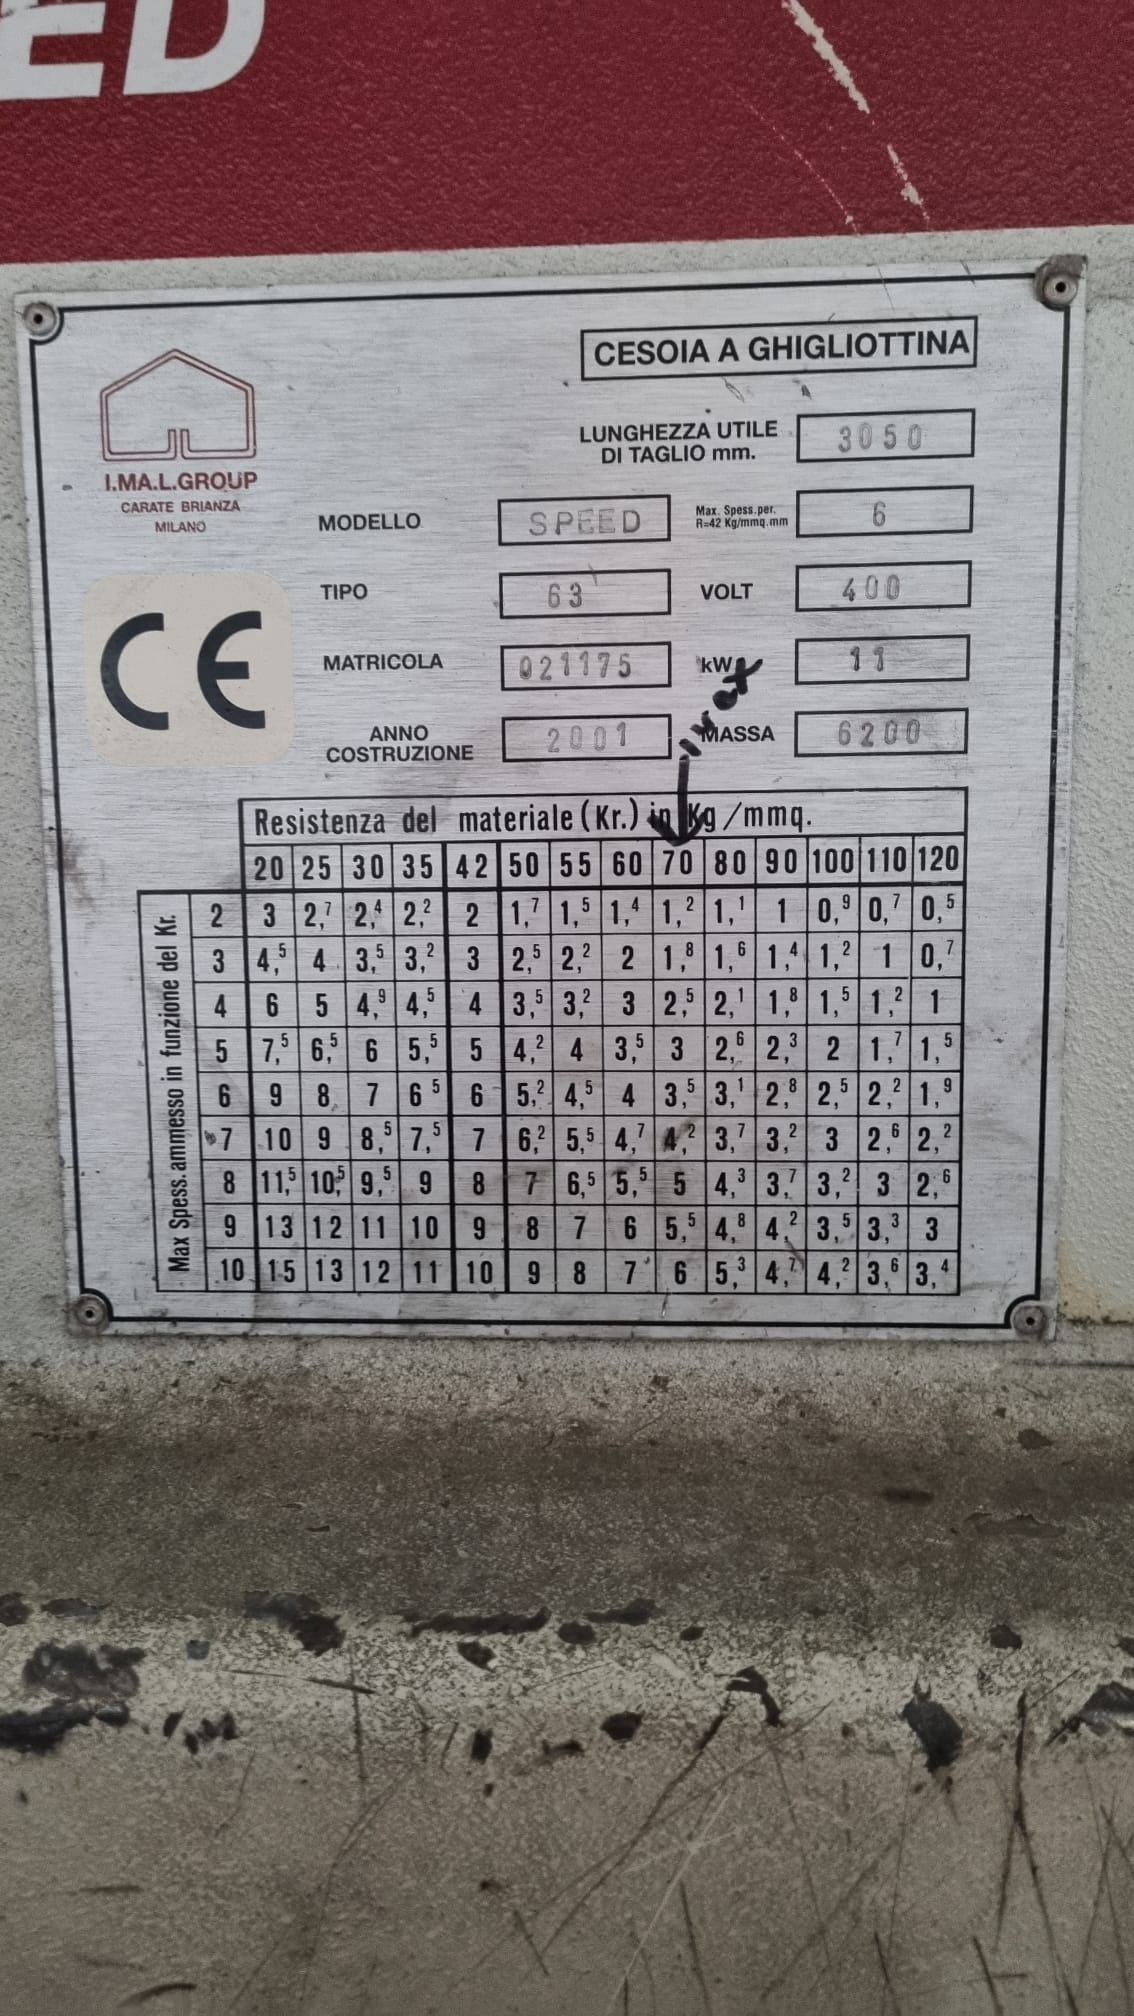 ED
CESOIA A GHIGLIOTTINA
LUNGHEZZA UTILE
DI TAGLIO mm. 3050
I.MA.L.GROUP
CARATE BRIANZA
MILANO
MODELLO SPEED
Max. Spess.per.
R=42 Kg/mmq.mm 6
TIPO 63
VOLT 400
CE
MATRICOLA 021175
kW 11
inox
ANNO
COSTRUZIONE 2001
MASSA 6200
Resistenza del materiale (Kr.) in Kg/mmq.
20 25 30 35 42 50 55 60 70 80 90 100 110 120
Max Spess. ammesso in funzione del Kr.
2 3 2,7 2,4 2,2 2 1,7 1,5 1,4 1,2 1,1 1 0,9 0,7 0,5
3 4,5 4 3,5 3,2 3 2,5 2,2 2 1,8 1,6 1,4 1,2 1 0,7
4 6 5 4,9 4,5 4 3,5 3,2 3 2,5 2,1 1,8 1,5 1,2 1
5 7,5 6,5 6 5,5 5 4,2 4 3,5 3 2,6 2,3 2 1,7 1,5
6 9 8 7 6 5 6 5,2 4,5 4 3,5 3,1 2,8 2,5 2,2 1,9
7 10 9 8,5 7,5 7 6,2 5,5 4,7 4,2 3,7 3,2 3 2,6 2,2
8 11,5 10,5 9,5 9 8 7 6,5 5,5 5 4,3 3,7 3,2 3 2,6
9 13 12 11 10 9 8 7 6 5,5 4,8 4,2 3,5 3,3 3
10 15 13 12 11 10 9 8 7 6 5,3 4,7 4,2 3,6 3,4